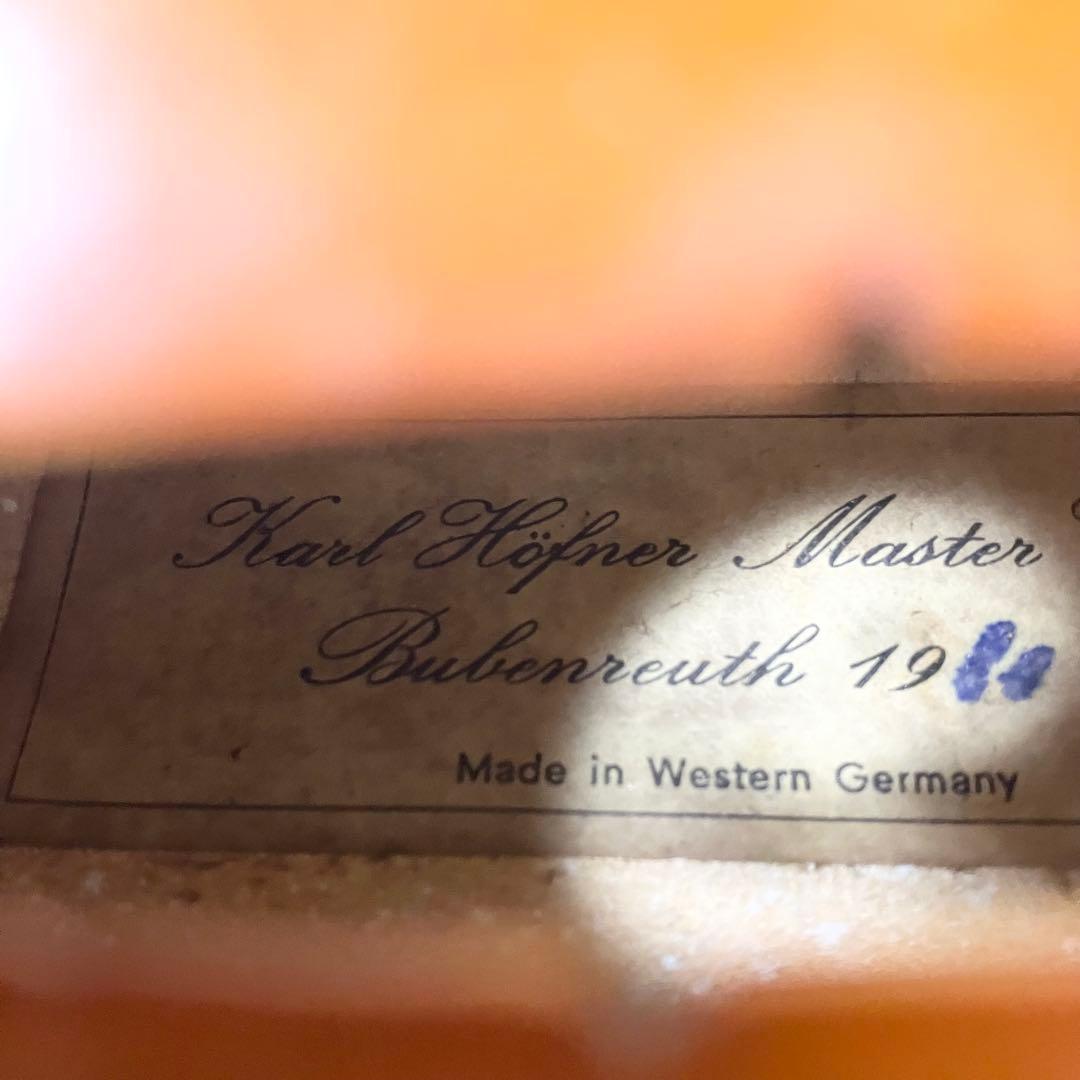 Karl Höfner Master
Bubenreuth 19
Made in Western Germany